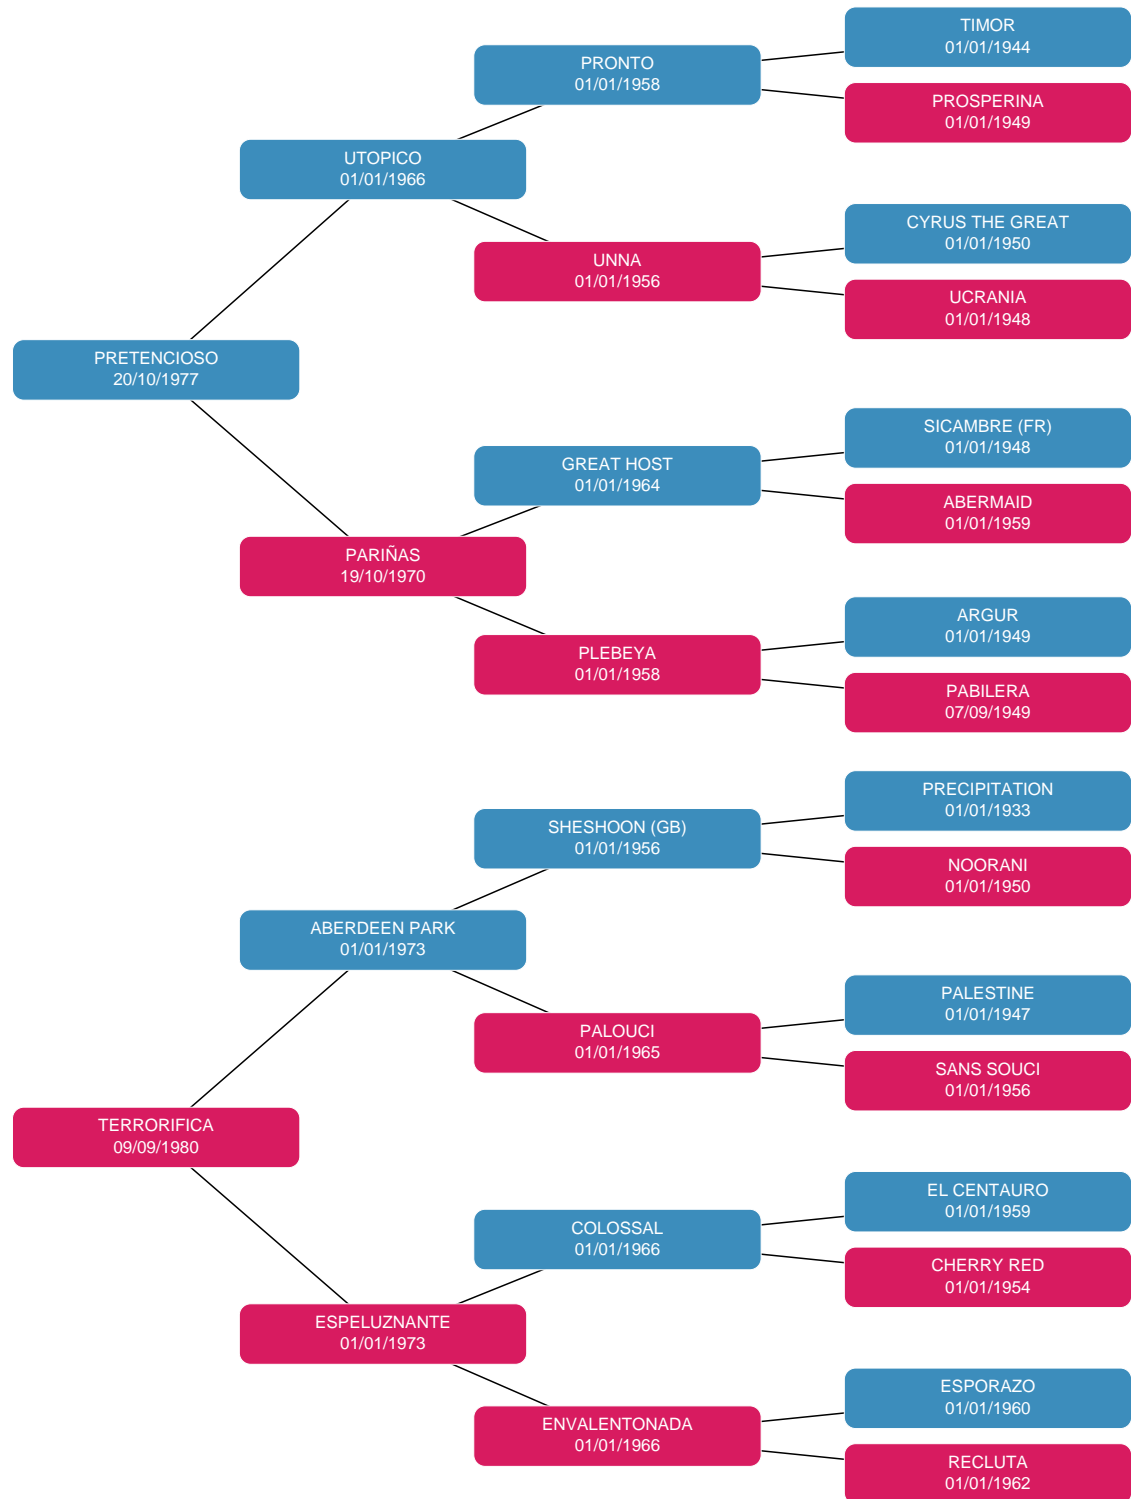 TIMOR
01/01/1944
PRONTO
01/01/1958
PROSPERINA
01/01/1949
UTOPICO
01/01/1966
CYRUS THE GREAT
01/01/1950
UNNA
01/01/1956
UCRANIA
01/01/1948
PRETENCIOSO
20/10/1977
SICAMBRE (FR)
01/01/1948
GREAT HOST
01/01/1964
ABERMAID
01/01/1959
PARIÑAS
19/10/1970
ARGUR
01/01/1949
PLEBEYA
01/01/1958
PABILERA
07/09/1949
PRECIPITATION
01/01/1933
SHESHOON (GB)
01/01/1956
NOORANI
01/01/1950
ABERDEEN PARK
01/01/1973
PALESTINE
01/01/1947
PALOUCI
01/01/1965
SANS SOUCI
01/01/1956
TERRORIFICA
09/09/1980
EL CENTAURO
01/01/1959
COLOSSAL
01/01/1966
CHERRY RED
01/01/1954
ESPELUZNANTE
01/01/1973
ESPORAZO
01/01/1960
ENVALENTONADA
01/01/1966
RECLUTA
01/01/1962